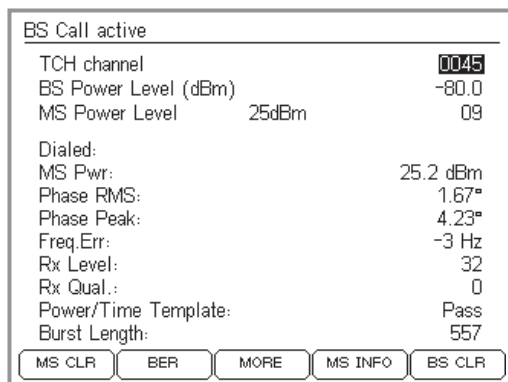 BS Call active
TCH channel 0045
BS Power Level (dBm) -80.0
MS Power Level 25dBm 09
Dialed:
MS Pwr: 25.2 dBm
Phase RMS: 1.67°
Phase Peak: 4.23°
Freq.Err: -3 Hz
Rx Level: 32
Rx Qual.: 0
Power/Time Template: Pass
Burst Length: 557
MS CLR BER MORE MS INFO BS CLR